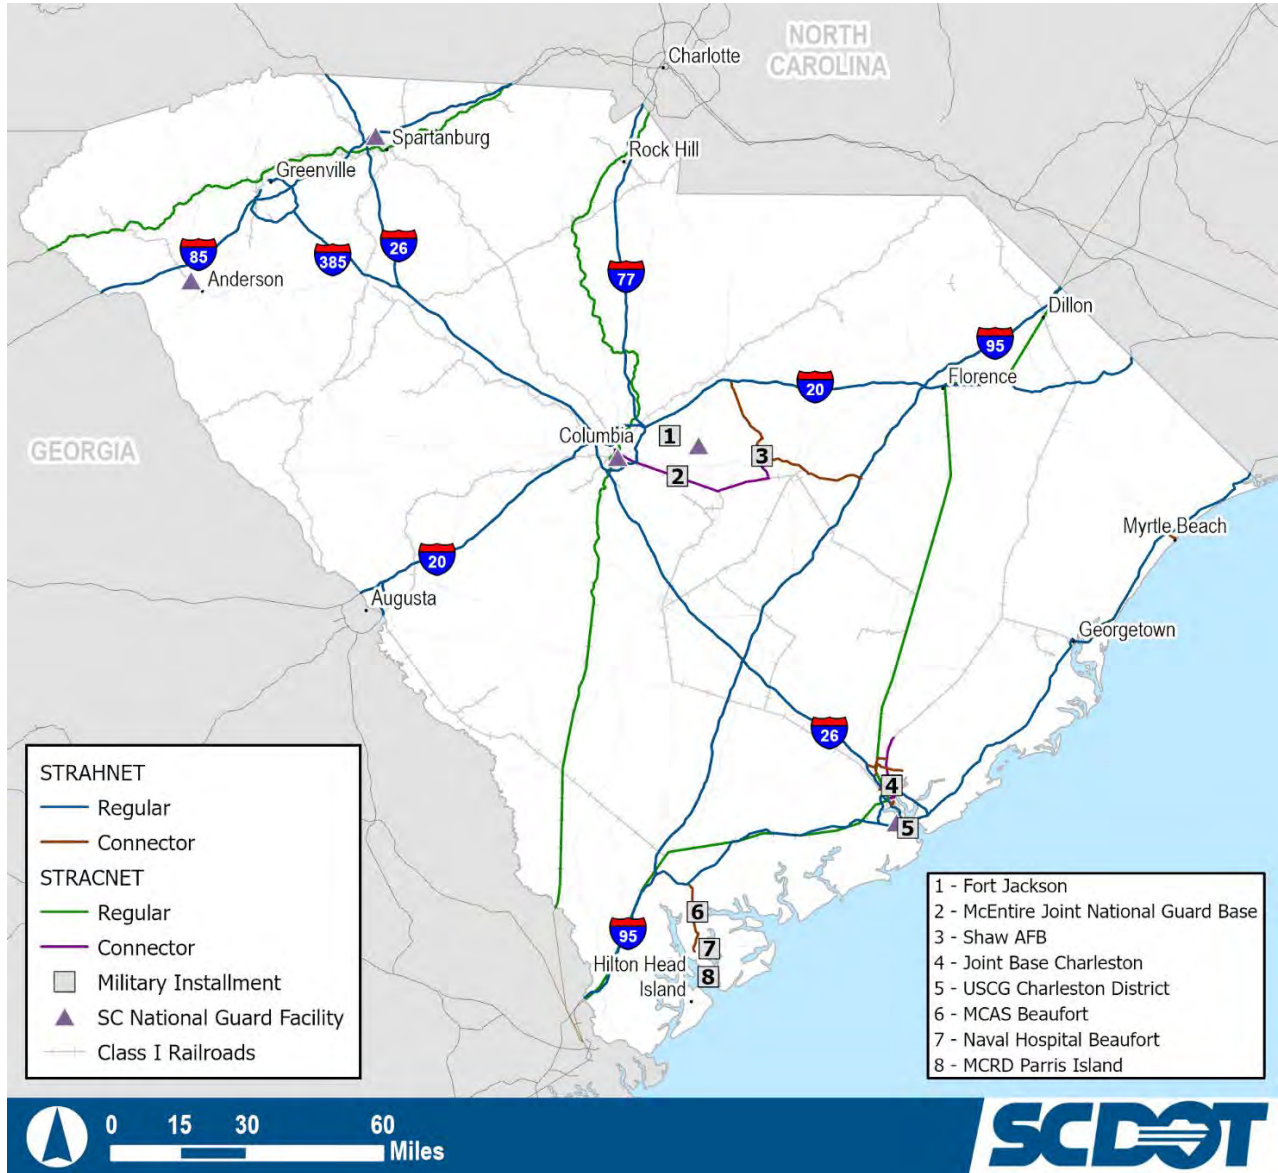 NORTH
CAROLINA
Charlotte
Spartanburg
Rock Hill
Greenville
85
385
26
77
Anderson
Dillon
95
20
Florence
GEORGIA
Columbia
1
2
3
Myrtle Beach
20
Augusta
Georgetown
26
4
5
6
95
7
Hilton Head
Island
8
STRAHNET
Regular
Connector
STRACNET
Regular
Connector
Military Installment
SC National Guard Facility
Class I Railroads
1 - Fort Jackson
2 - McEntire Joint National Guard Base
3 - Shaw AFB
4 - Joint Base Charleston
5 - USCG Charleston District
6 - MCAS Beaufort
7 - Naval Hospital Beaufort
8 - MCRD Parris Island
0 15 30 60
Miles
SCDOT